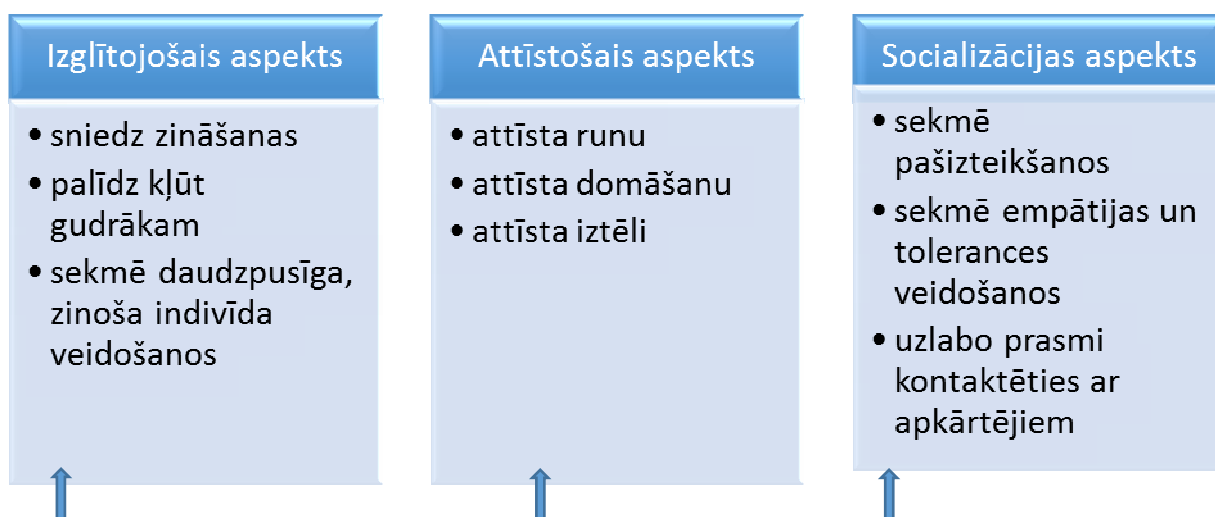 Izglītojošais aspekts
• sniedz zināšanas
• palīdz kļūt
gudrākam
• sekmē daudzpusīga,
zinoša indivīda
veidošanos
Attīstošais aspekts
• attīsta runu
• attīsta domāšanu
• attīsta iztēli
Socializācijas aspekts
• sekmē
pašizteikšanos
• sekmē empātijas un
tolerances
veidošanos
• uzlabo prasmi
kontaktēties ar
apkārtējiem